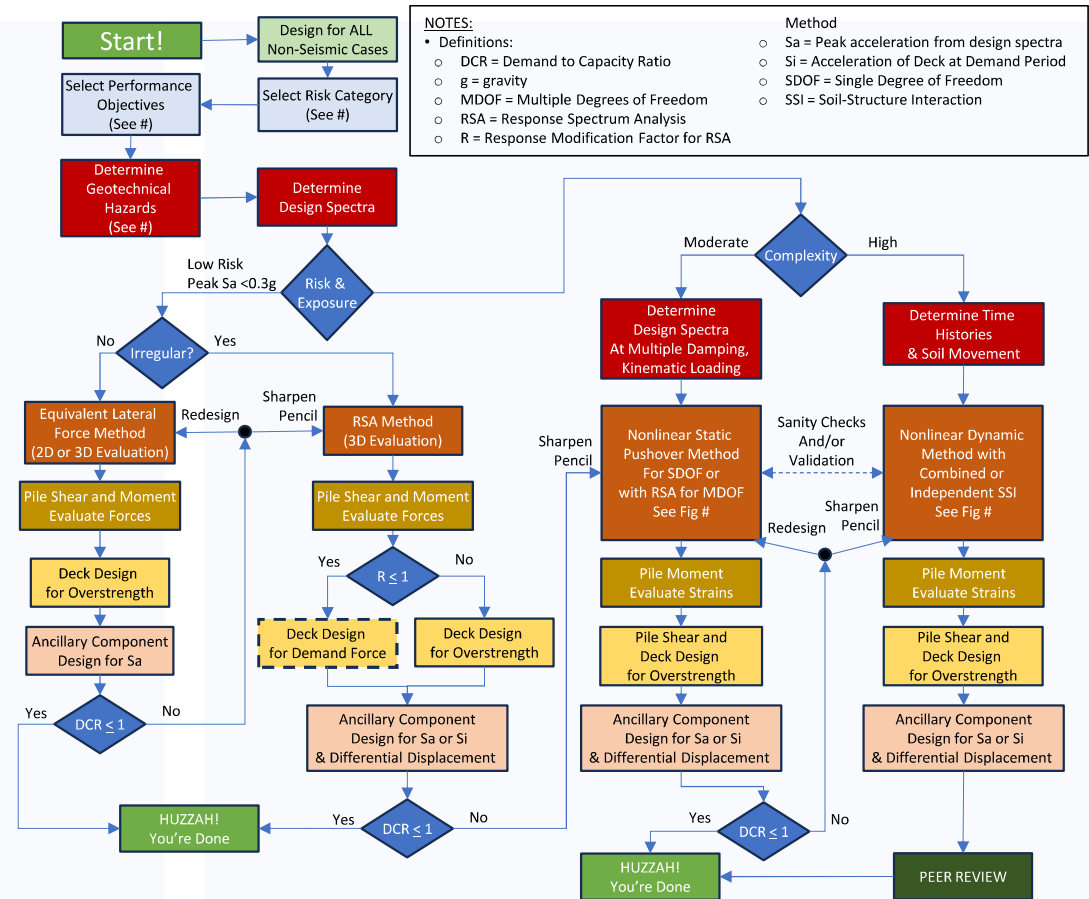 Start!
Design for ALL
Non-Seismic Cases
Select Performance
Objectives
(See #)
Select Risk Category
(See #)
Determine
Geotechnical
Hazards
(See #)
Determine
Design Spectra
NOTES:
• Definitions:
○ DCR = Demand to Capacity Ratio
○ g = gravity
○ MDOF = Multiple Degrees of Freedom
○ RSA = Response Spectrum Analysis
○ R = Response Modification Factor for RSA
Method
○ Sa = Peak acceleration from design spectra
○ Si = Acceleration of Deck at Demand Period
○ SDOF = Single Degree of Freedom
○ SSI = Soil-Structure Interaction
Low Risk
Peak Sa <0.3g
Risk &
Exposure
No
Irregular?
Yes
Equivalent Lateral
Force Method
(2D or 3D Evaluation)
Redesign
Sharpen
Pencil
RSA Method
(3D Evaluation)
Pile Shear and Moment
Evaluate Forces
Deck Design
for Overstrength
Ancillary Component
Design for Sa
Yes
DCR ≤ 1
No
Pile Shear and Moment
Evaluate Forces
Yes
R ≤ 1
No
Deck Design
for Demand Force
Deck Design
for Overstrength
Ancillary Component
Design for Sa or Si
& Differential Displacement
HUZZAH!
You're Done
Yes
DCR ≤ 1
No
Moderate
Complexity
High
Determine
Design Spectra
At Multiple Damping,
Kinematic Loading
Determine Time
Histories
& Soil Movement
Sharpen
Pencil
Nonlinear Static
Pushover Method
For SDOF or
with RSA for MDOF
See Fig #
Sanity Checks
And/or
Validation
Nonlinear Dynamic
Method with
Combined or
Independent SSI
See Fig #
Redesign
Sharpen
Pencil
Pile Moment
Evaluate Strains
Pile Moment
Evaluate Strains
Pile Shear and
Deck Design
for Overstrength
Pile Shear and
Deck Design
for Overstrength
Ancillary Component
Design for Sa or Si
& Differential Displacement
Ancillary Component
Design for Sa or Si
& Differential Displacement
Yes
DCR ≤ 1
No
HUZZAH!
You're Done
PEER REVIEW